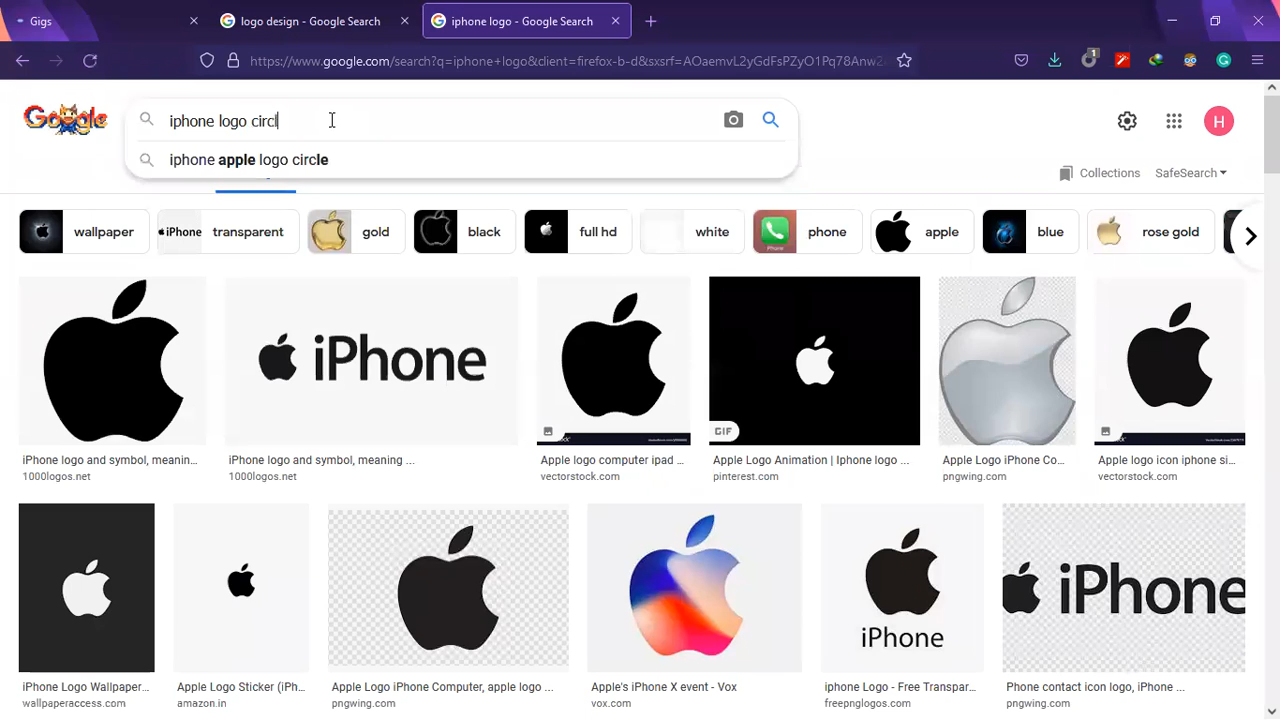 Gigs
logo design - Google Search
iphone logo - Google Search
https://www.google.com/search?q=iphone+logo&client=firefox-b-d&sxsrf=AOaemvL2yGdFsPZyO1Pq78Anw2
1
Google
iphone logo circl
H
iphone apple logo circle
Collections
SafeSearch
wallpaper
iPhone
transparent
gold
black
full hd
white
Phone
phone
apple
blue
rose gold
iPhone
GIF
iPhone logo and symbol, meanin...
iPhone logo and symbol, meaning ...
Apple logo computer ipad ...
Apple Logo Animation | Iphone logo ...
Apple Logo iPhone Co...
Apple logo icon iphone si...
1000logos.net
1000logos.net
vectorstock.com
pinterest.com
pngwing.com
vectorstock.com
iPhone
iPhone
iPhone Logo Wallpaper...
Apple Logo Sticker (iPh...
Apple Logo iPhone Computer, apple logo ...
Apple's iPhone X event - Vox
iphone Logo - Free Transpar...
Phone contact icon logo, iPhone ...
wallpaperaccess.com
amazon.in
pngwing.com
vox.com
freepnglogos.com
pngwing.com